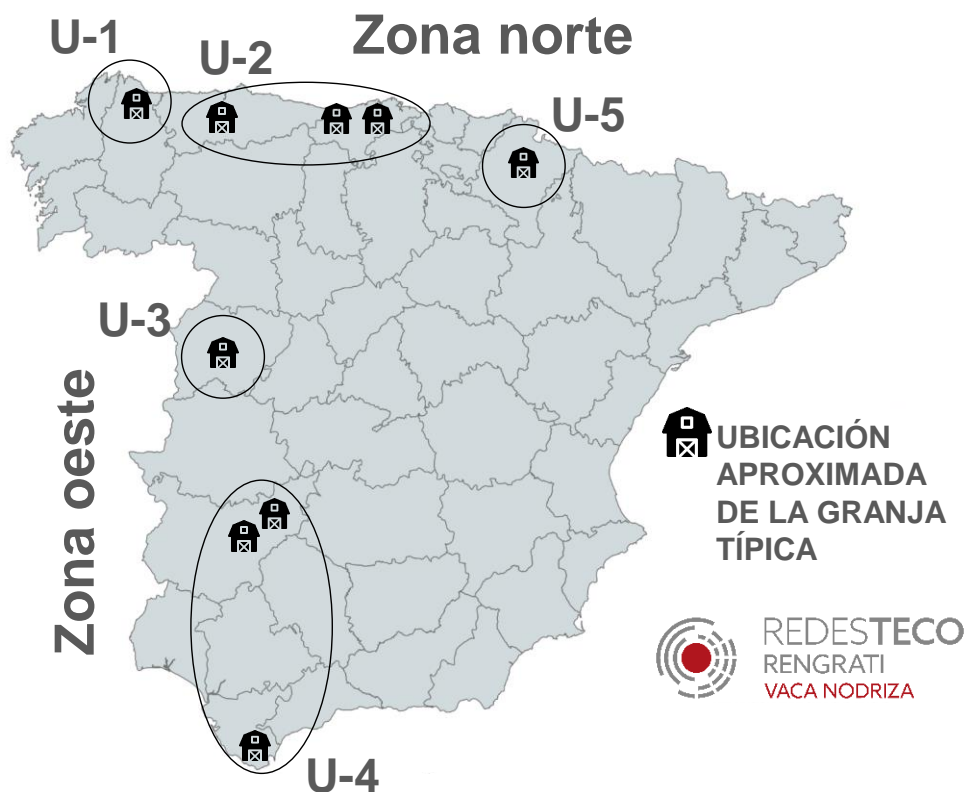 Zona norte
U-1
U-2
U-5
U-3
Zona oeste
U-4
UBICACIÓN
APROXIMADA
DE LA GRANJA
TÍPICA
REDESTECO
RENGRATI
VACA NODRIZA